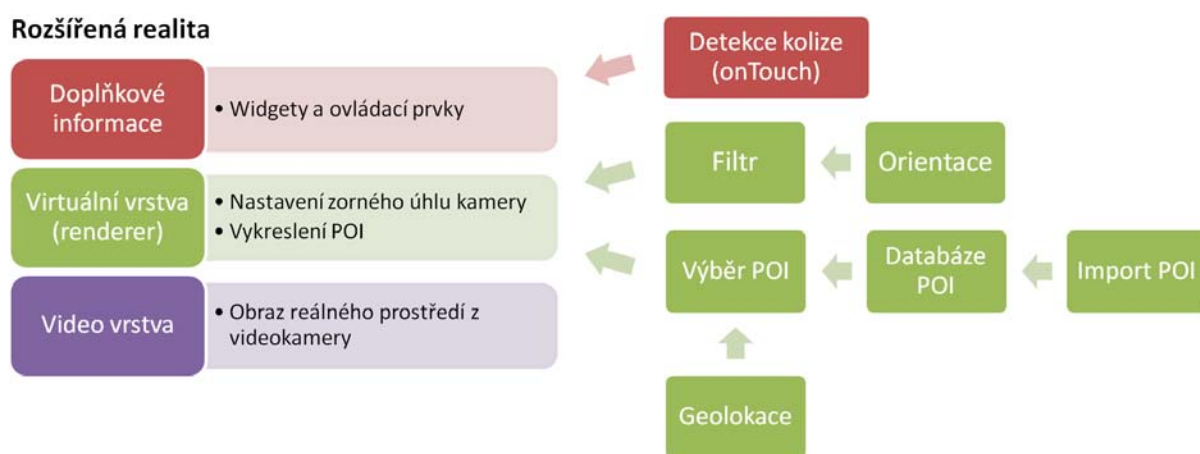 Rozšířená realita
Doplňkové
informace
• Widgety a ovládací prvky
Virtuální vrstva
(renderer)
• Nastavení zorného úhlu kamery
• Vykreslení POI
Video vrstva
• Obraz reálného prostředí z
videokamery
Detekce kolize
(onTouch)
Filtr
Orientace
Výběr POI
Databáze
POI
Import POI
Geolokace